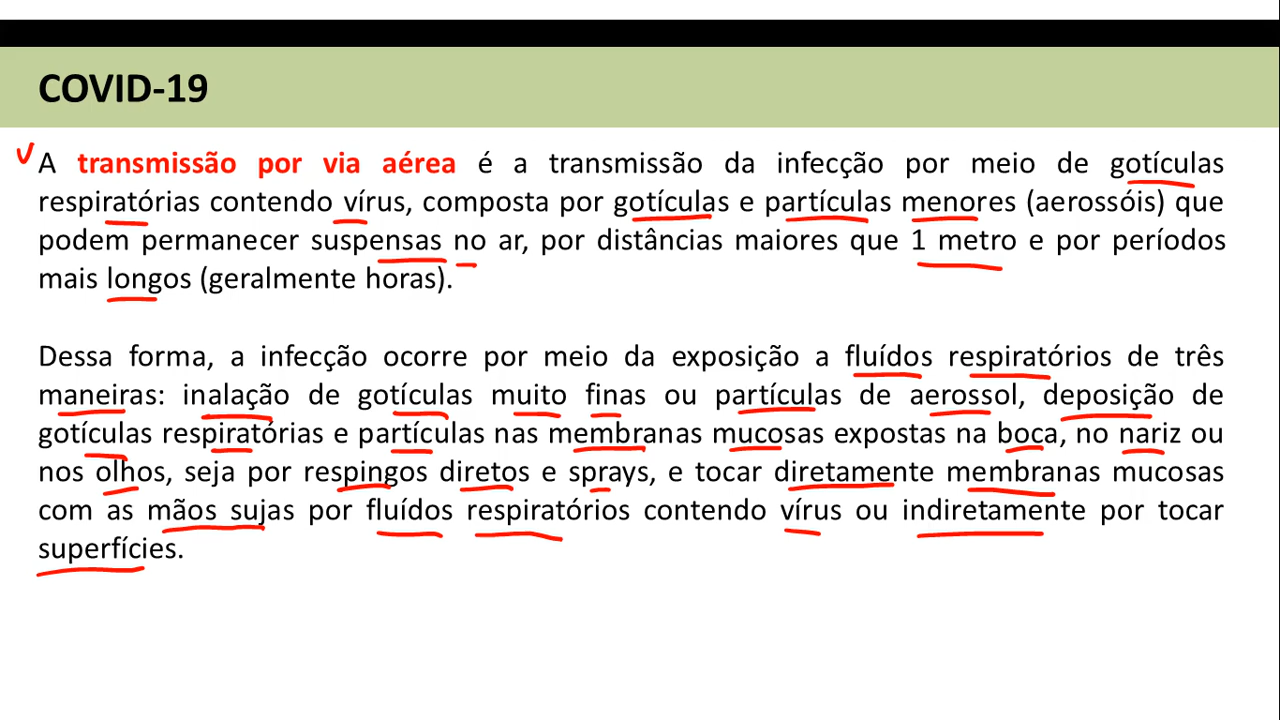 COVID-19
A transmissão por via aérea é a transmissão da infecção por meio de gotículas
respiratórias contendo vírus, composta por gotículas e partículas menores (aerossóis) que
podem permanecer suspensas no ar, por distâncias maiores que 1 metro e por períodos
mais longos (geralmente horas).
Dessa forma, a infecção ocorre por meio da exposição a fluídos respiratórios de três
maneiras: inalação de gotículas muito finas ou partículas de aerossol, deposição de
gotículas respiratórias e partículas nas membranas mucosas expostas na boca, no nariz ou
nos olhos, seja por respingos diretos e sprays, e tocar diretamente membranas mucosas
com as mãos sujas por fluídos respiratórios contendo vírus ou indiretamente por tocar
superfícies.